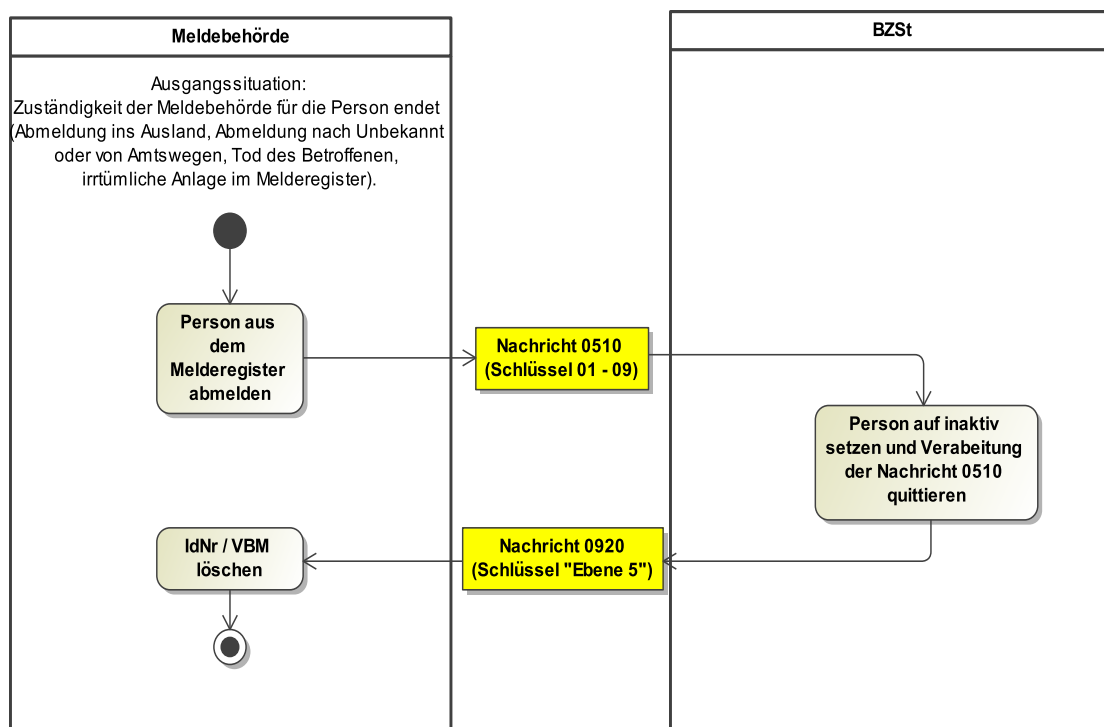 Meldebehörde
BZSt
Ausgangssituation:
Zuständigkeit der Meldebehörde für die Person endet
(Abmeldung ins Ausland, Abmeldung nach Unbekannt
oder von Amtswegen, Tod des Betroffenen,
irrtümliche Anlage im Melderegister).
Person aus
dem
Melderegister
abmelden
Nachricht 0510
(Schlüssel 01 - 09)
Person auf inaktiv
setzen und Verabeitung
der Nachricht 0510
quittieren
Nachricht 0920
(Schlüssel "Ebene 5")
IdNr / VBM
löschen